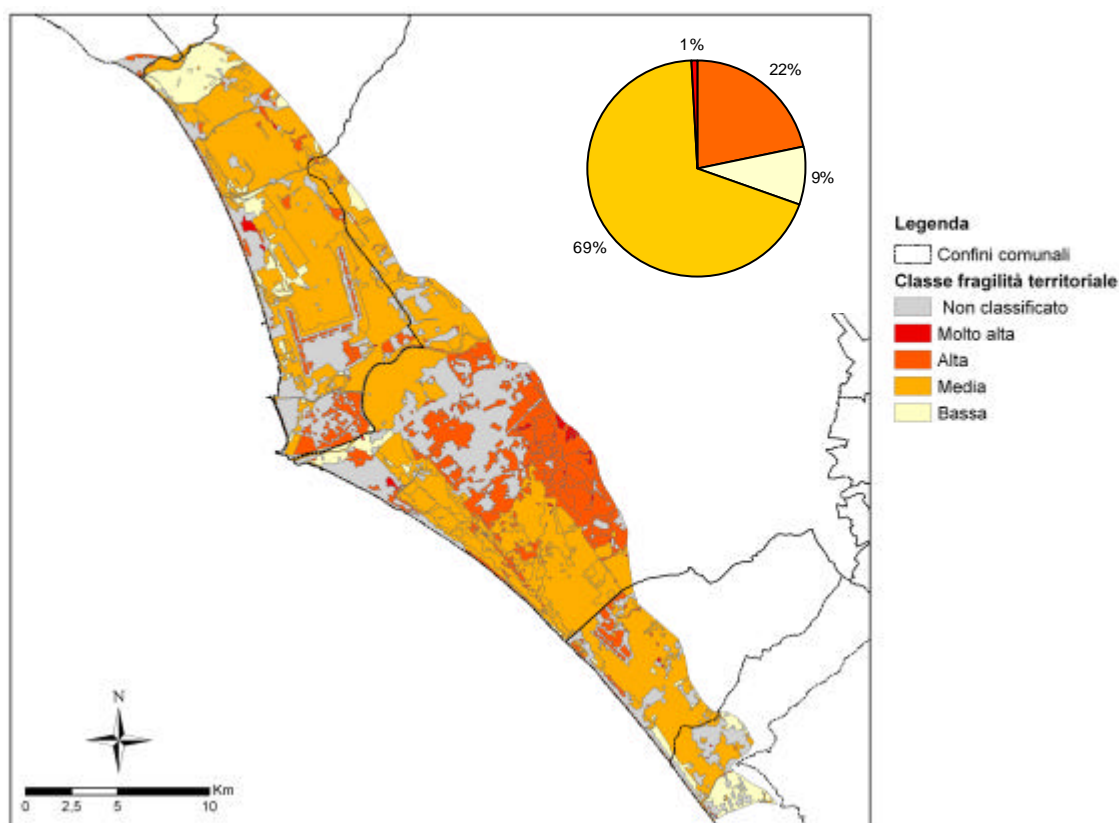 1%
22%
9%
69%
Legenda
Confini comunali
Classe fragilità territoriale
Non classificato
Molto alta
Alta
Media
Bassa
N
Km
0 2,5 5 10